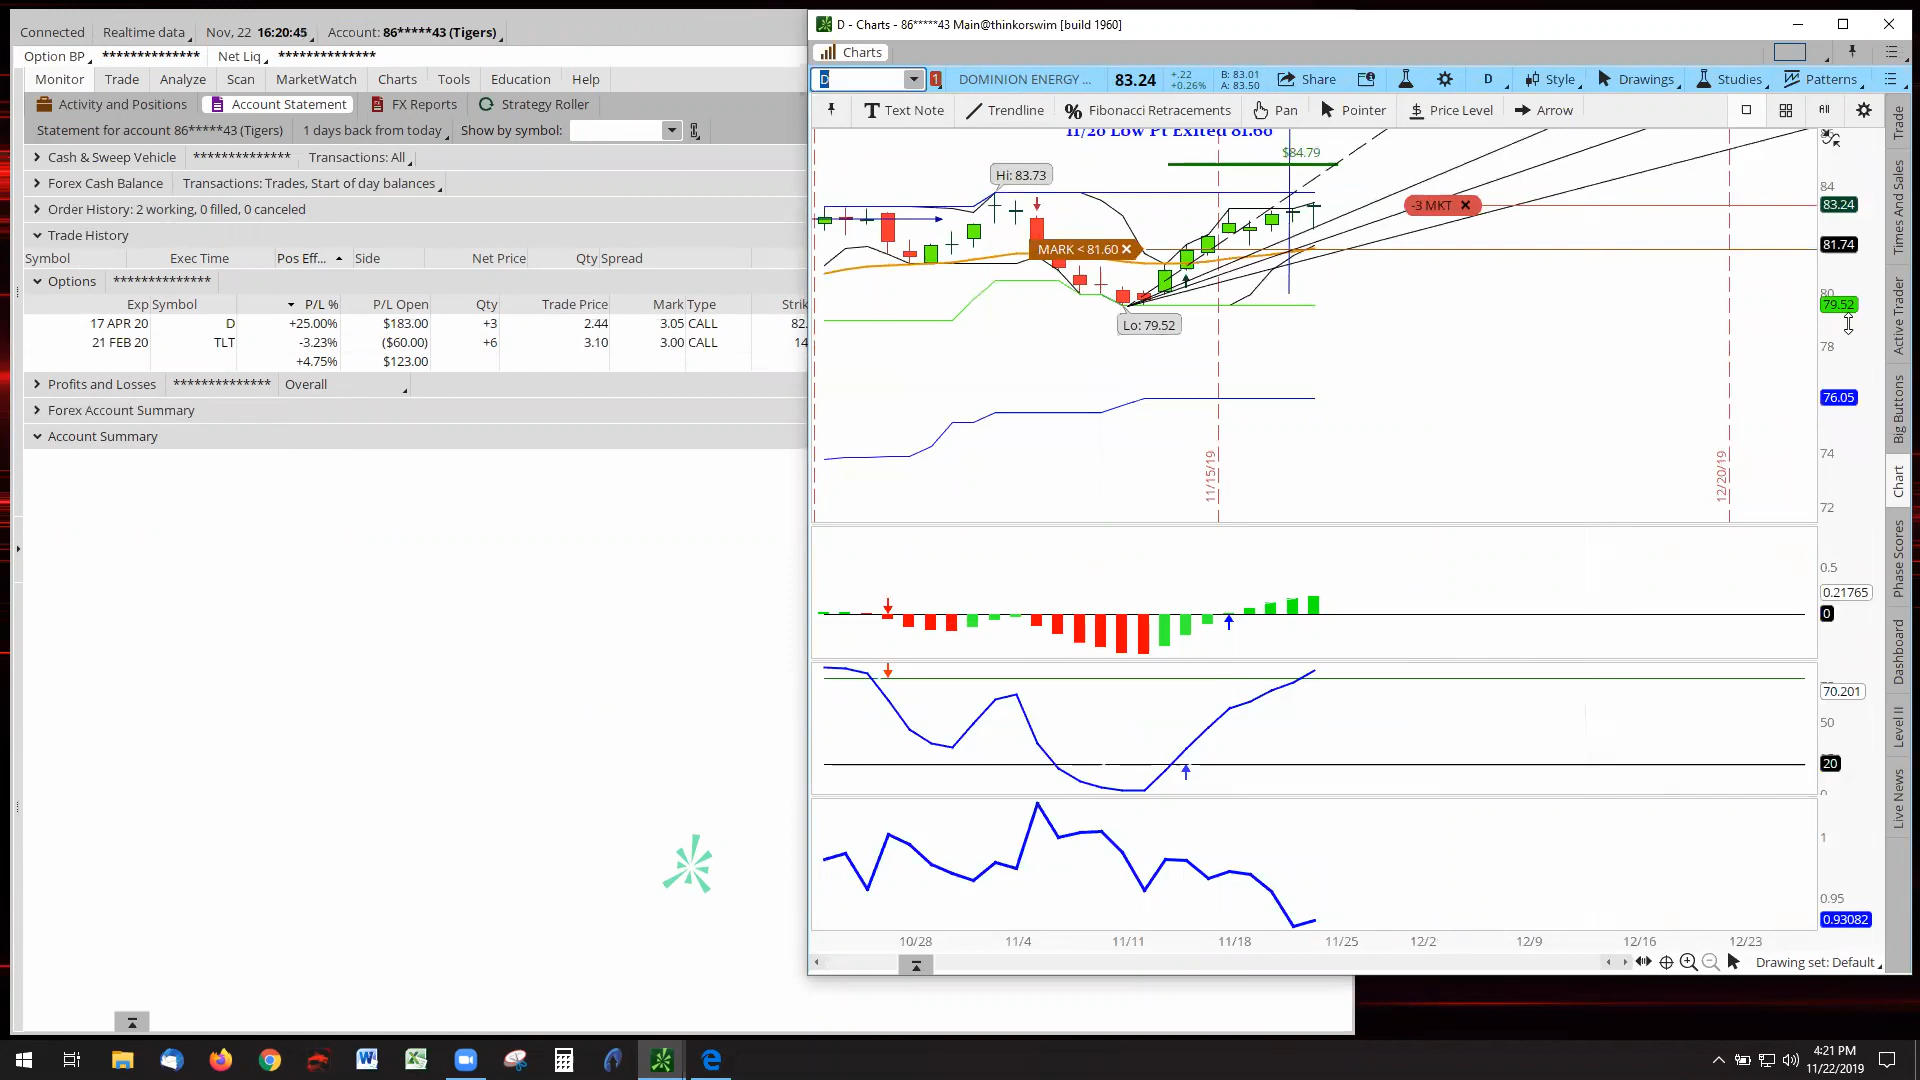 Connected Realtime data Nov, 22 16:20:45 Account: 86*****43 (Tigers)
Option BP ************** Net Liq **************
Monitor Trade Analyze Scan MarketWatch Charts Tools Education Help
Activity and Positions Account Statement FX Reports Strategy Roller
Statement for account 86*****43 (Tigers) 1 days back from today Show by symbol:
Cash & Sweep Vehicle ************** Transactions: All
Forex Cash Balance Transactions: Trades, Start of day balances
Order History: 2 working, 0 filled, 0 canceled
Trade History
Symbol Exec Time Pos Eff... Side Net Price Qty Spread
Options **************
Exp Symbol P/L % P/L Open Qty Trade Price Mark Type Strik
17 APR 20 D +25.00% $183.00 +3 2.44 3.05 CALL 82.
21 FEB 20 TLT -3.23% ($60.00) +6 3.10 3.00 CALL 14
+4.75% $123.00
Profits and Losses ************** Overall
Forex Account Summary
Account Summary
D - Charts - 86*****43 Main@thinkorswim [build 1960]
Charts
D 1 DOMINION ENERGY ... 83.24 +.22 +0.26% B: 83.01 A: 83.50 Share D Style Drawings Studies Patterns
Text Note Trendline Fibonacci Retracements Pan Pointer Price Level Arrow All
11/20 Low Pt Exited 81.60
$84.79
Hi: 83.73
84
-3 MKT
83.24
MARK < 81.60
81.74
80
79.52
Lo: 79.52
78
76.05
74
72
11/15/19
12/20/19
0.5
0.21765
0
70.201
50
20
0
1
0.95
0.93082
10/28 11/4 11/11 11/18 11/25 12/2 12/9 12/16 12/23
Drawing set: Default
Trade
Times And Sales
Active Trader
Big Buttons
Chart
Phase Scores
Dashboard
Level II
Live News
4:21 PM
11/22/2019